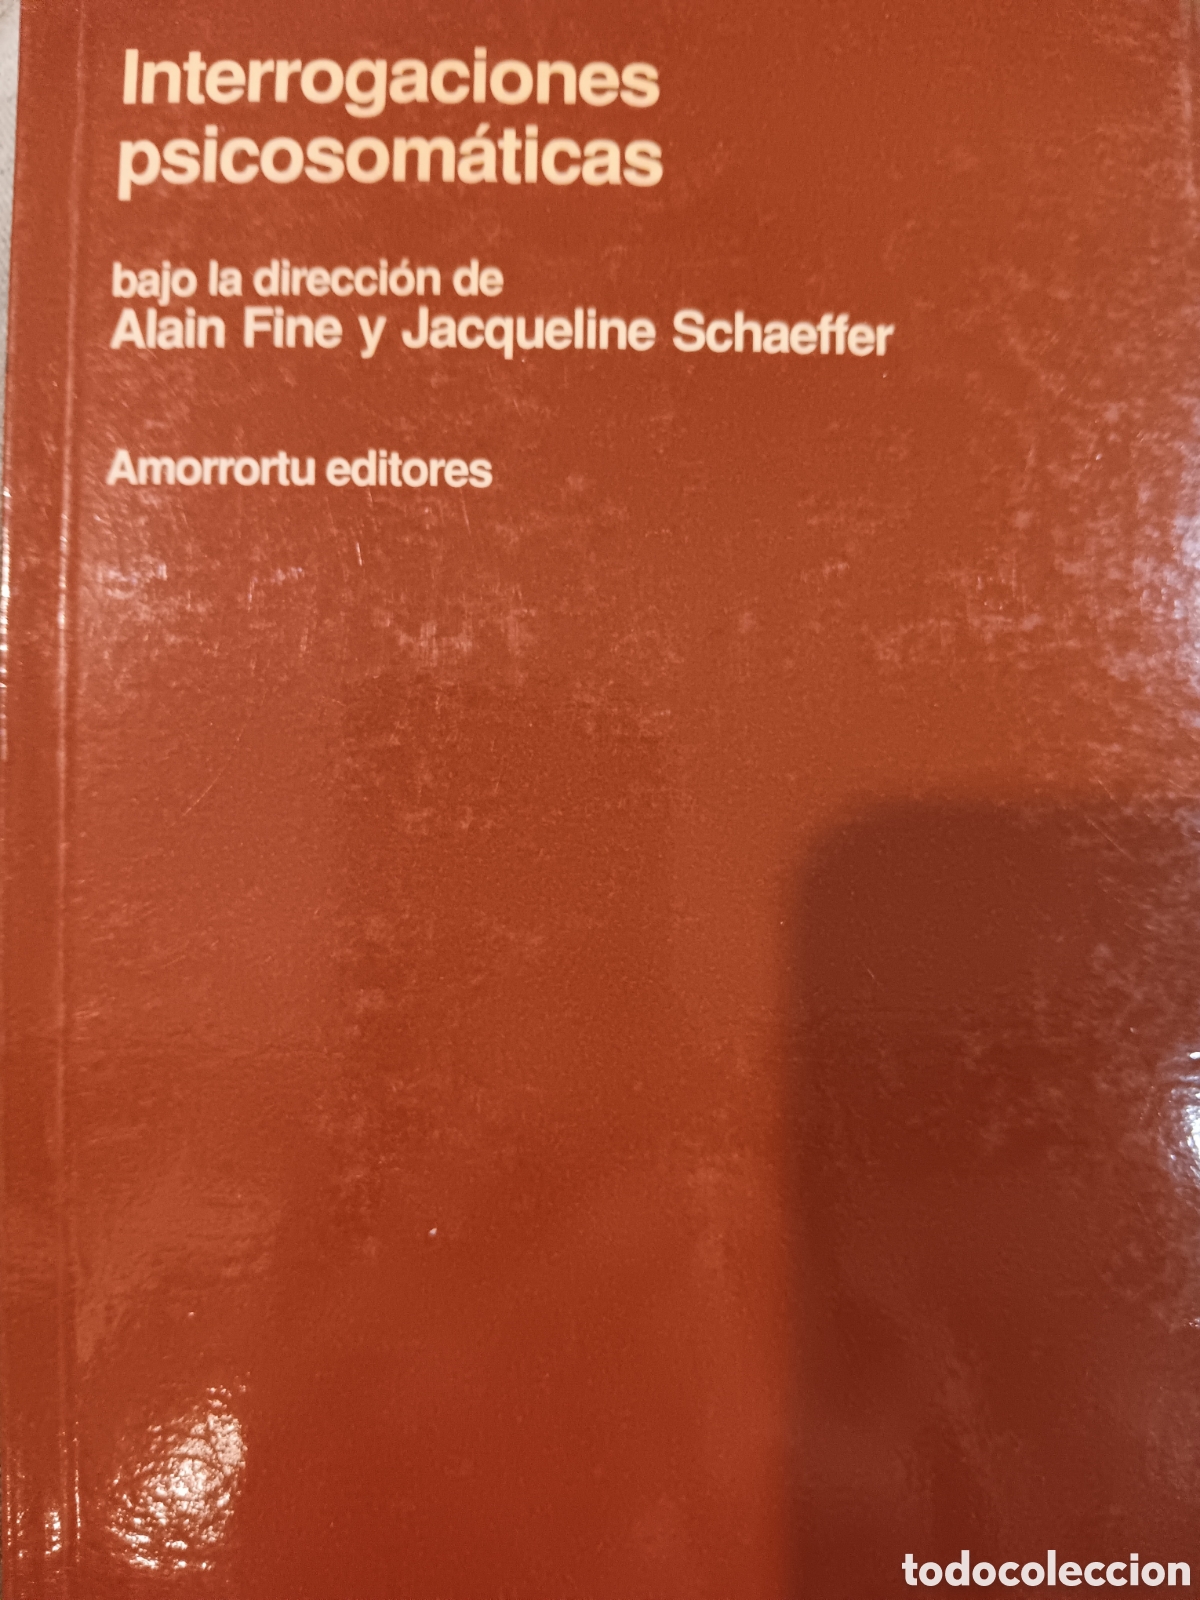 Interrogaciones
psicosomáticas
bajo la dirección de
Alain Fine y Jacqueline Schaeffer
Amorrortu editores
todocoleccion